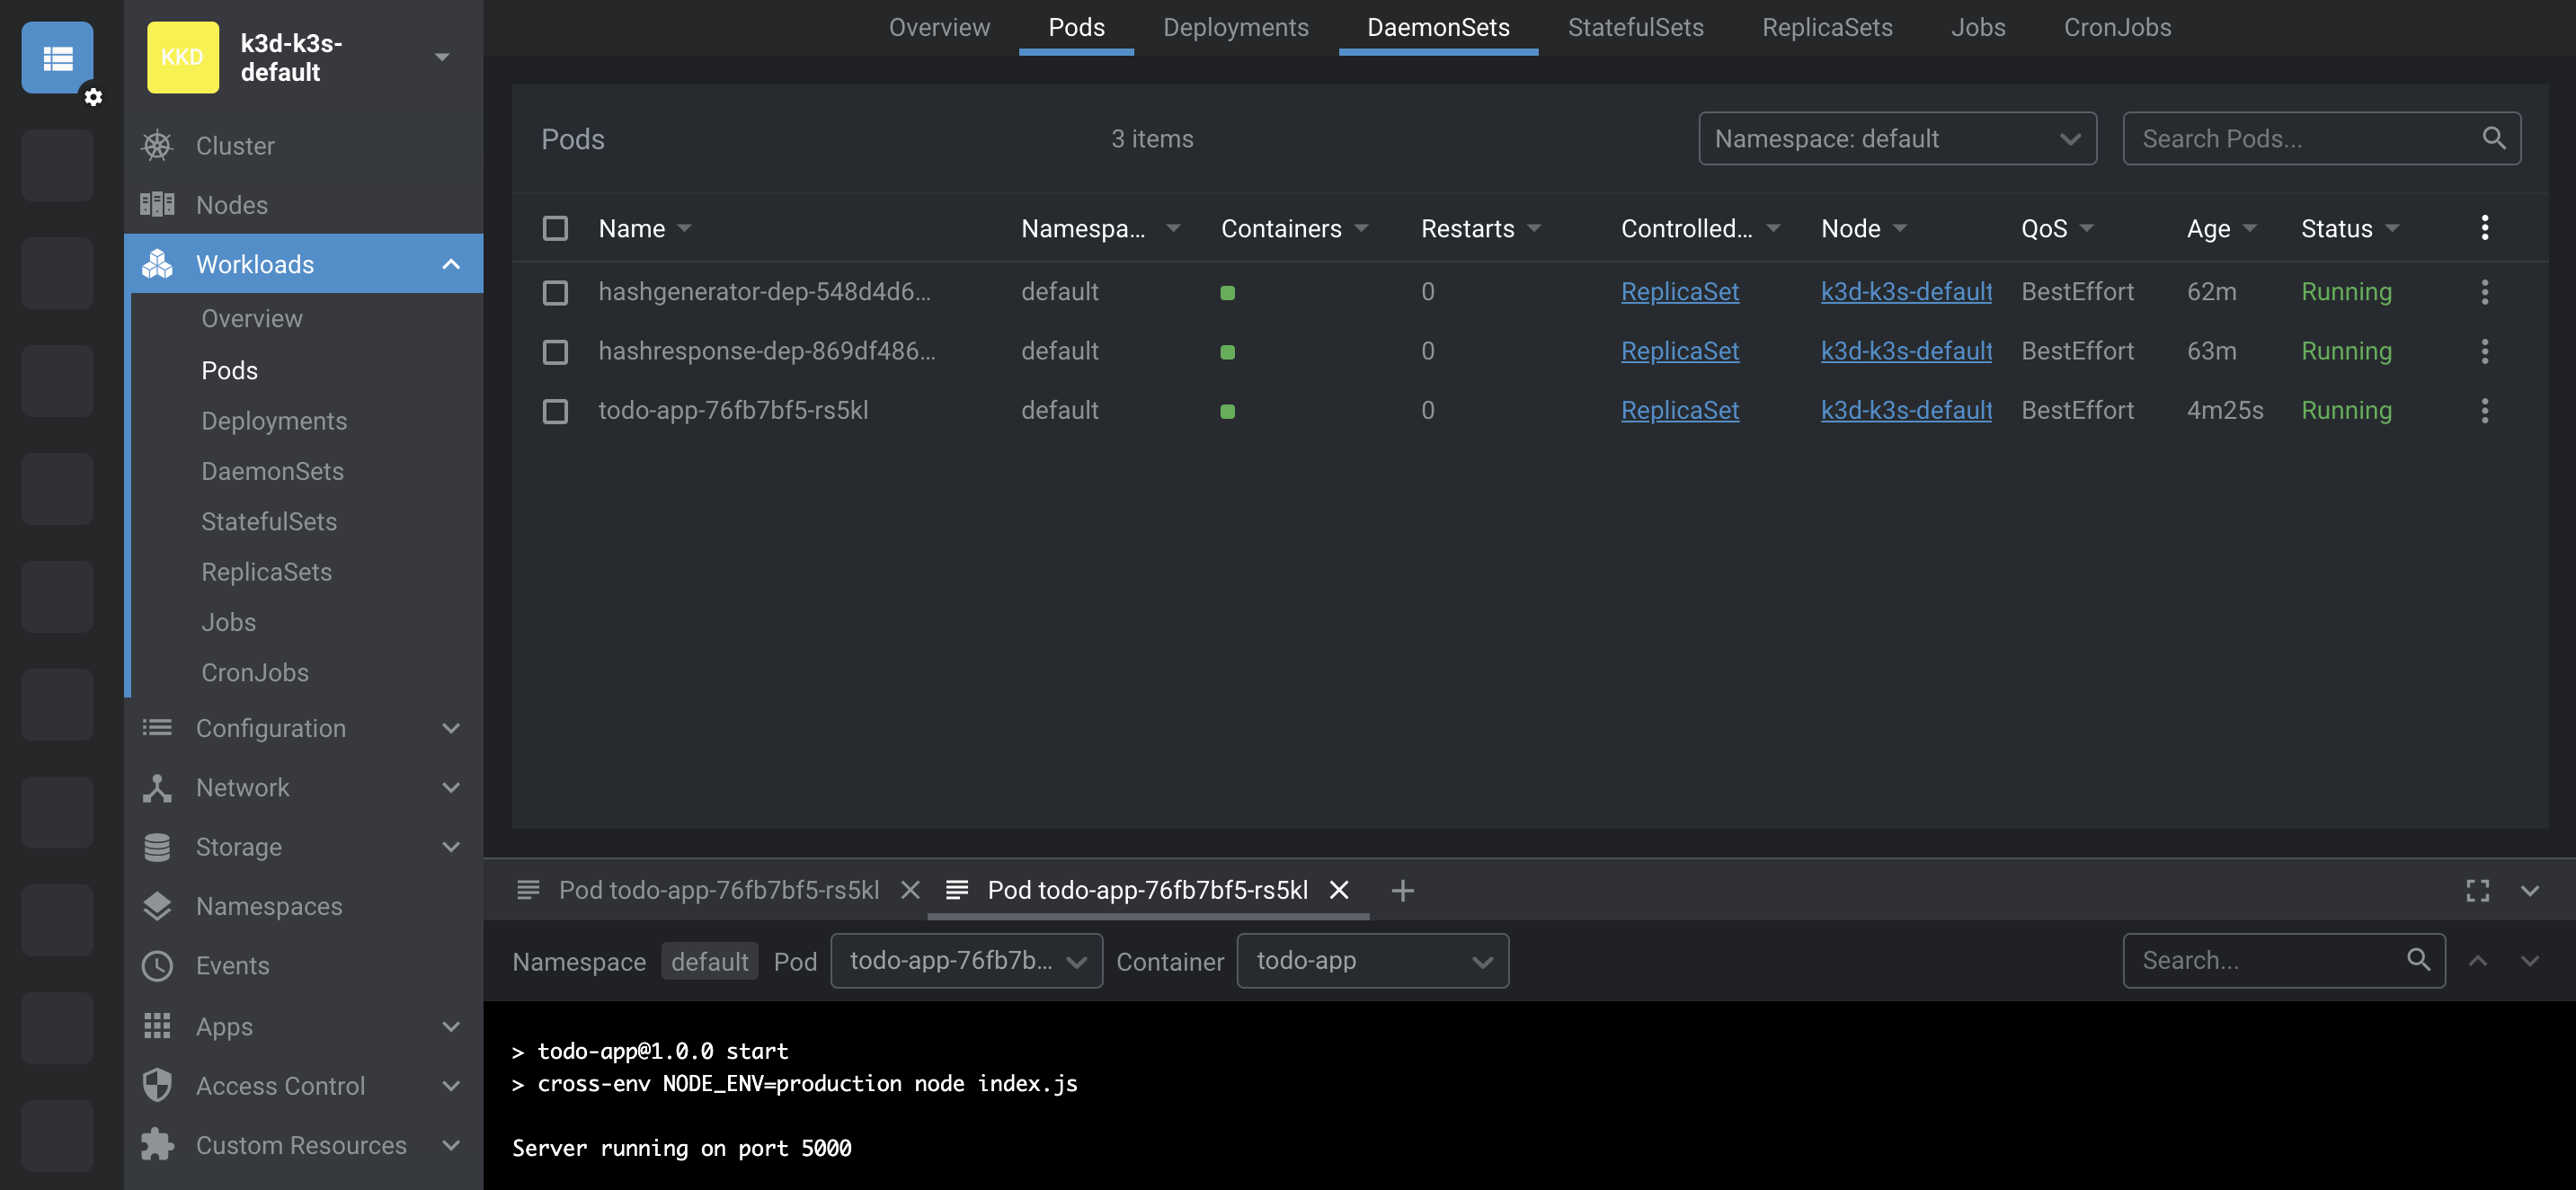 KKD
k3d-k3s-
default
Cluster
Nodes
Workloads
Overview
Pods
Deployments
DaemonSets
StatefulSets
ReplicaSets
Jobs
CronJobs
Configuration
Network
Storage
Namespaces
Events
Apps
Access Control
Custom Resources
Overview Pods Deployments DaemonSets StatefulSets ReplicaSets Jobs CronJobs
Pods 3 items Namespace: default Search Pods...
Name Namespa... Containers Restarts Controlled... Node QoS Age Status
hashgenerator-dep-548d4d6... default 0 ReplicaSet k3d-k3s-default BestEffort 62m Running
hashresponse-dep-869df486... default 0 ReplicaSet k3d-k3s-default BestEffort 63m Running
todo-app-76fb7bf5-rs5kl default 0 ReplicaSet k3d-k3s-default BestEffort 4m25s Running
Pod todo-app-76fb7bf5-rs5kl Pod todo-app-76fb7bf5-rs5kl
Namespace default Pod todo-app-76fb7b... Container todo-app Search...
> todo-app@1.0.0 start
> cross-env NODE_ENV=production node index.js
Server running on port 5000